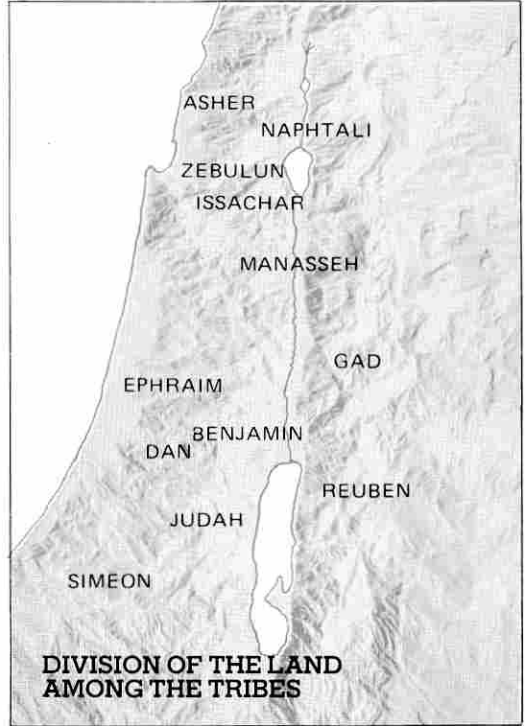 ASHER
NAPHTALI
ZEBULUN
ISSACHAR
MANASSEH
GAD
EPHRAIM
BENJAMIN
DAN
REUBEN
JUDAH
SIMEON
DIVISION OF THE LAND
AMONG THE TRIBES